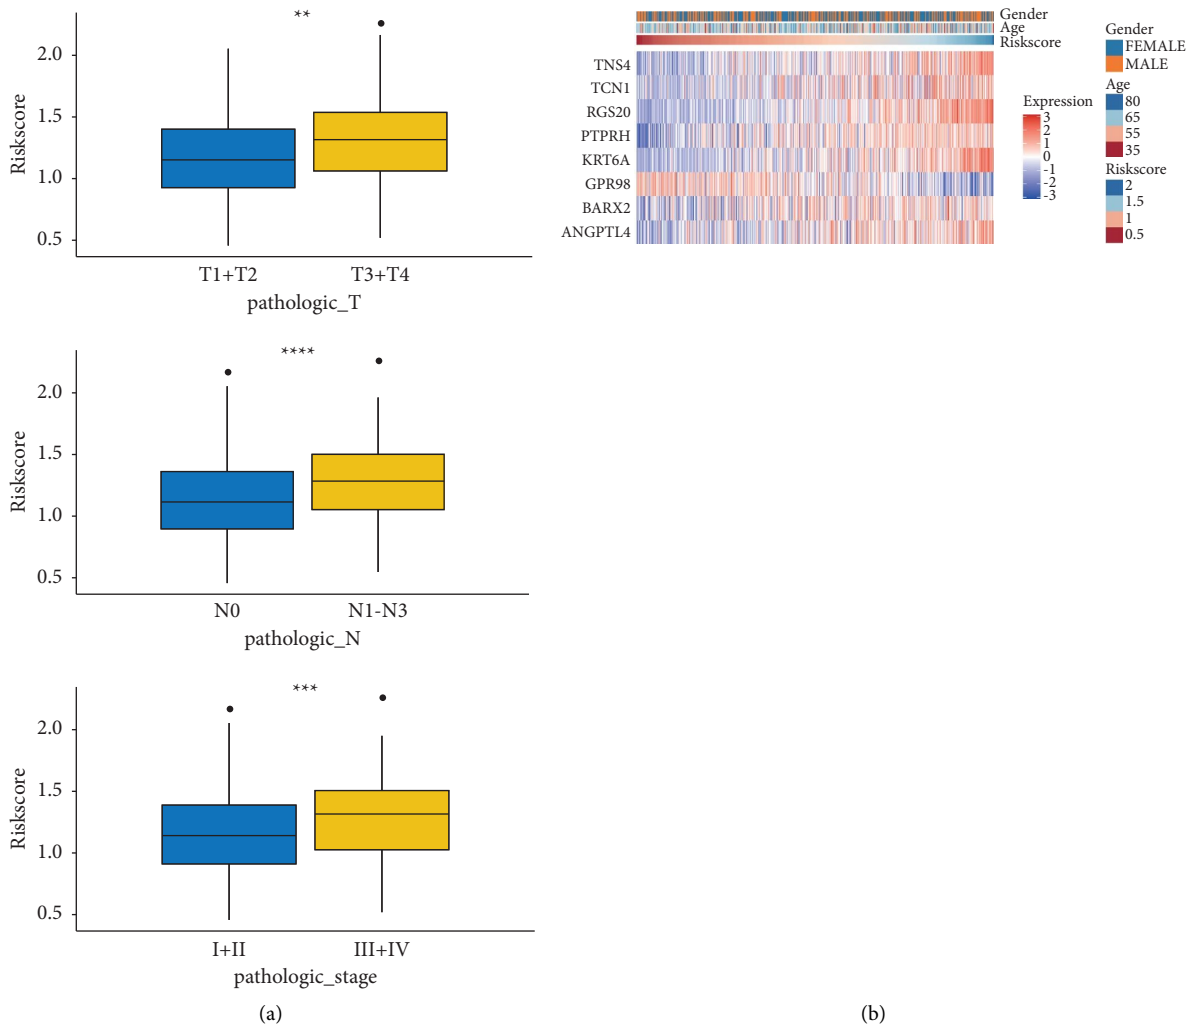 **
2.0
1.5
1.0
0.5
Riskscore
T1+T2 T3+T4
pathologic_T
****
2.0
1.5
1.0
0.5
Riskscore
N0 N1-N3
pathologic_N
***
2.0
1.5
1.0
0.5
Riskscore
I+II III+IV
pathologic_stage
(a)
Gender
Age
Riskscore
TNS4
TCN1
RGS20
PTPRH
KRT6A
GPR98
BARX2
ANGPTL4
Expression
3
2
1
0
-1
-2
-3
Gender
FEMALE
MALE
Age
80
65
55
35
Riskscore
2
1.5
1
0.5
(b)